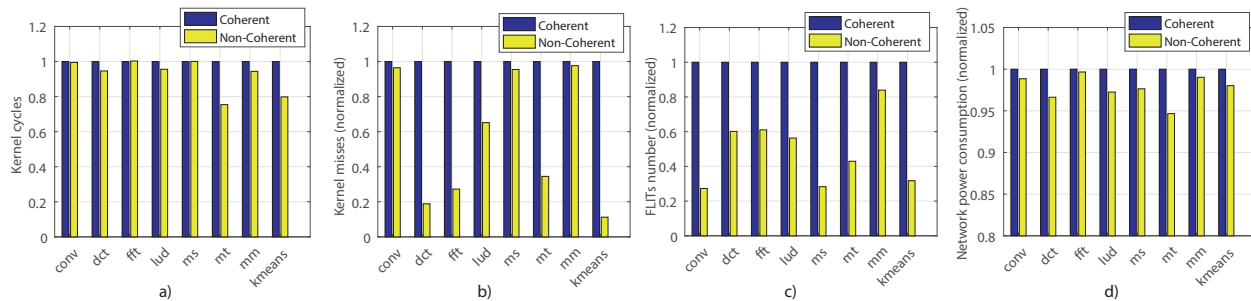 Kernel cycles
1.2
1
0.8
0.6
0.4
0.2
0
Coherent
Non-Coherent
conv
dct
fft
lud
ms
mt
mm
kmeans
a)
Kernel misses (normalized)
1.2
1
0.8
0.6
0.4
0.2
0
Coherent
Non-Coherent
conv
dct
fft
lud
ms
mt
mm
kmeans
b)
FLITs number (normalized)
1.2
1
0.8
0.6
0.4
0.2
0
Coherent
Non-Coherent
conv
dct
fft
lud
ms
mt
mm
kmeans
c)
Network power consumption (normalized)
1.05
1
0.95
0.9
0.85
0.8
Coherent
Non-Coherent
conv
dct
fft
lud
ms
mt
mm
kmeans
d)